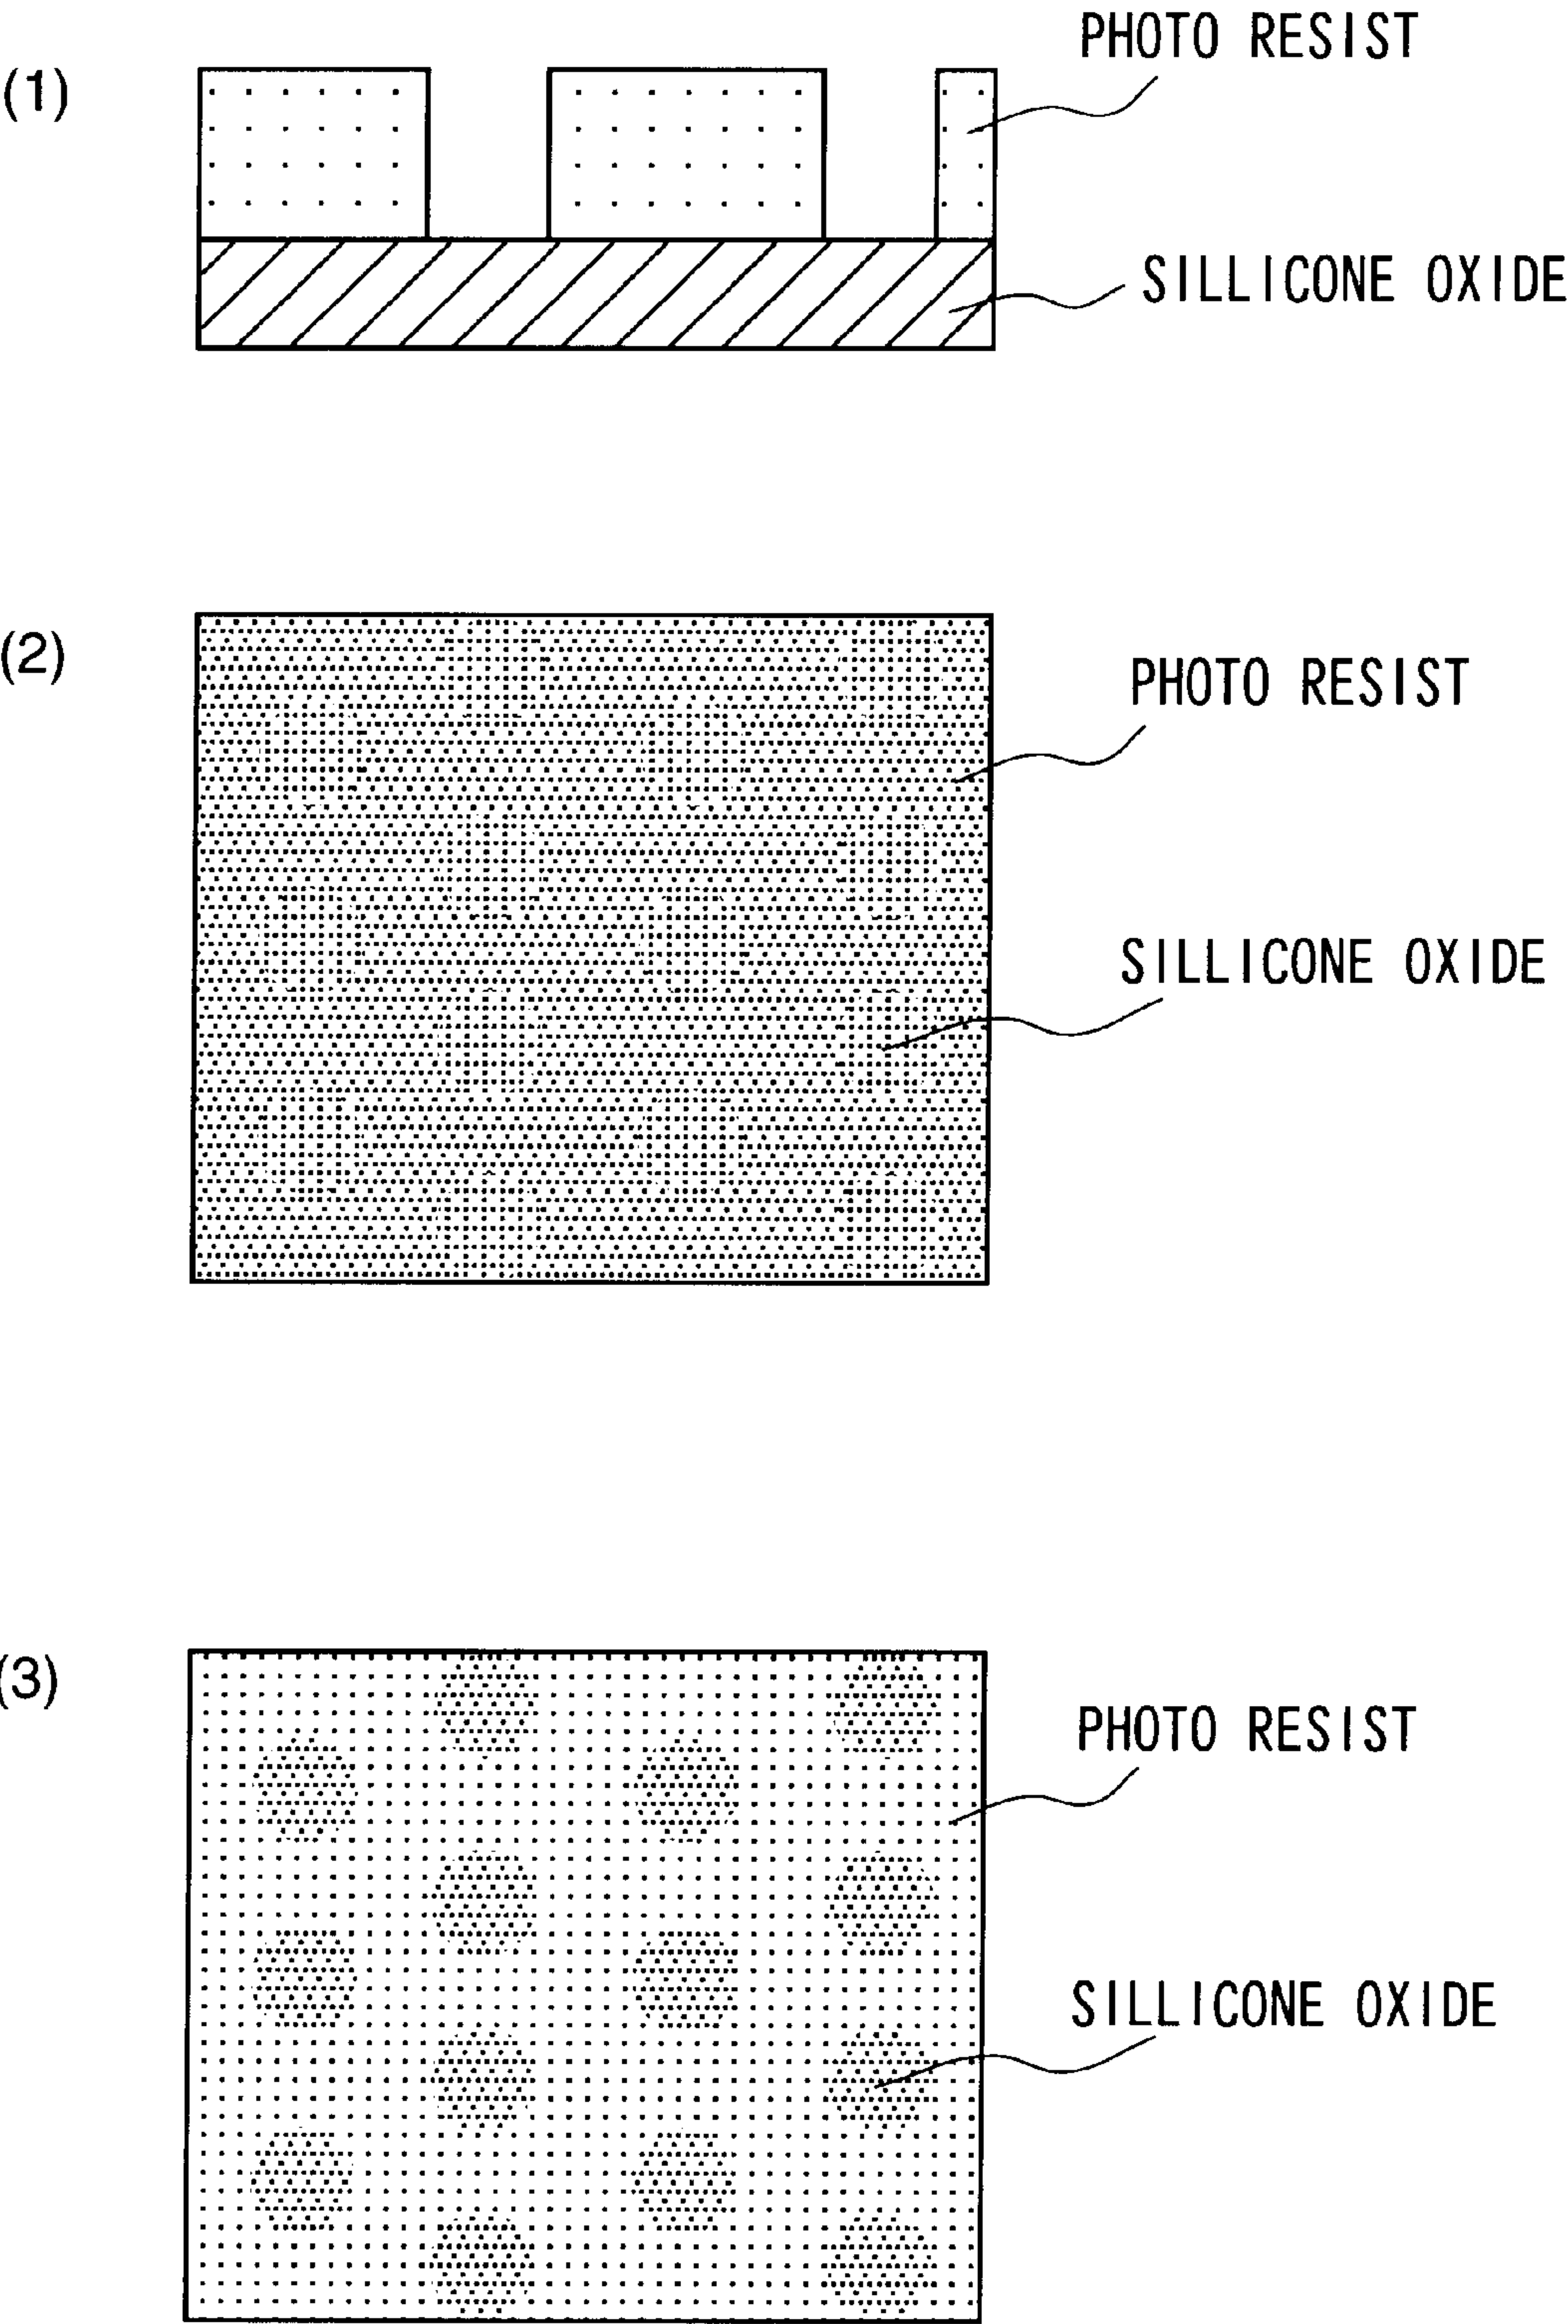 (1)
PHOTO RESIST
SILLICONE OXIDE
(2)
PHOTO RESIST
SILLICONE OXIDE
(3)
PHOTO RESIST
SILLICONE OXIDE